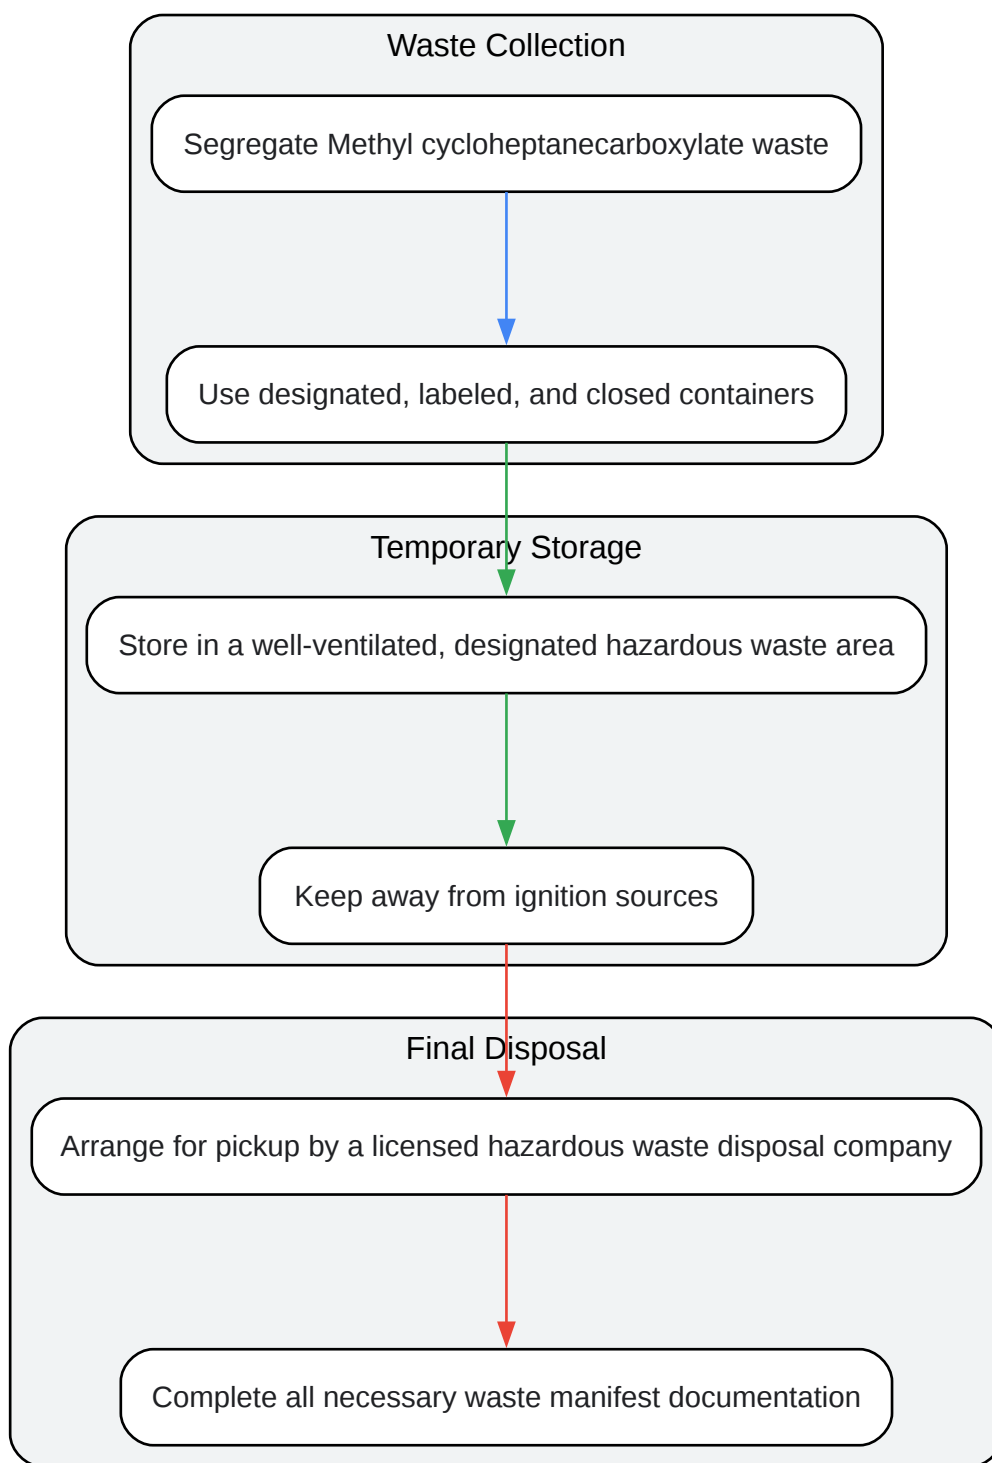 Waste Collection
Segregate Methyl cycloheptanecarboxylate waste
Use designated, labeled, and closed containers
Temporary Storage
Store in a well-ventilated, designated hazardous waste area
Keep away from ignition sources
Final Disposal
Arrange for pickup by a licensed hazardous waste disposal company
Complete all necessary waste manifest documentation